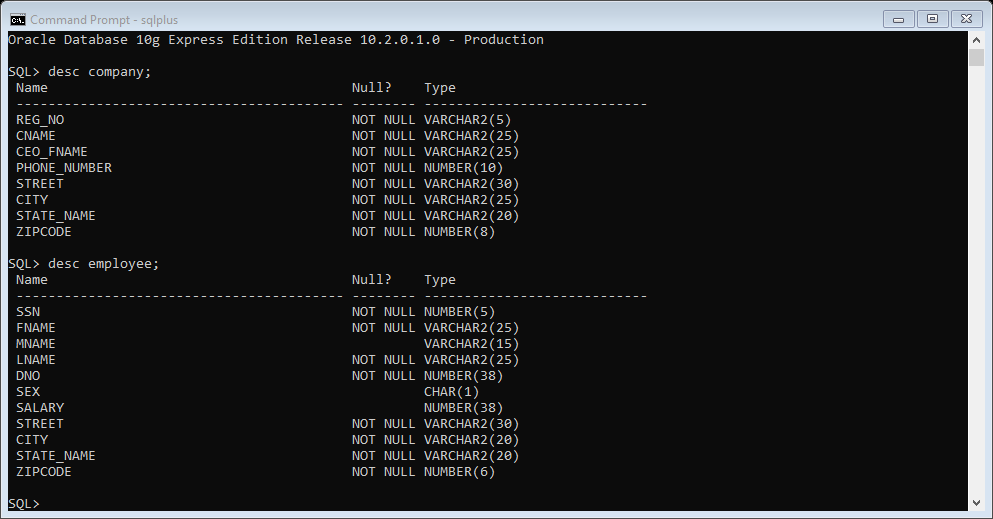 Command Prompt - sqlplus
Oracle Database 10g Express Edition Release 10.2.0.1.0 - Production
SQL> desc company;
Name Null? Type
----------------------------------------- -------- ----------------------------
REG_NO NOT NULL VARCHAR2(5)
CNAME NOT NULL VARCHAR2(25)
CEO_FNAME NOT NULL VARCHAR2(25)
PHONE_NUMBER NOT NULL NUMBER(10)
STREET NOT NULL VARCHAR2(30)
CITY NOT NULL VARCHAR2(25)
STATE_NAME NOT NULL VARCHAR2(20)
ZIPCODE NOT NULL NUMBER(8)
SQL> desc employee;
Name Null? Type
----------------------------------------- -------- ----------------------------
SSN NOT NULL NUMBER(5)
FNAME NOT NULL VARCHAR2(25)
MNAME VARCHAR2(15)
LNAME NOT NULL VARCHAR2(25)
DNO NOT NULL NUMBER(38)
SEX CHAR(1)
SALARY NUMBER(38)
STREET NOT NULL VARCHAR2(30)
CITY NOT NULL VARCHAR2(20)
STATE_NAME NOT NULL VARCHAR2(20)
ZIPCODE NOT NULL NUMBER(6)
SQL>